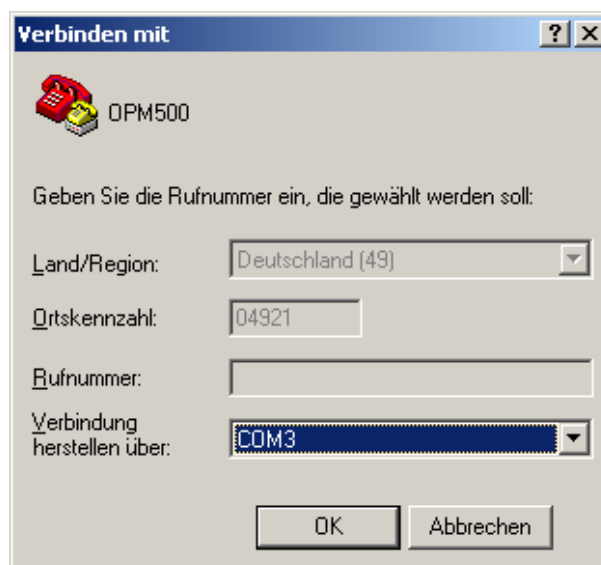 Verbinden mit
OPM500
Geben Sie die Rufnummer ein, die gewählt werden soll:
Land/Region: Deutschland (49)
Ortskennzahl: 04921
Rufnummer:
Verbindung
herstellen über: COM3
OK Abbrechen